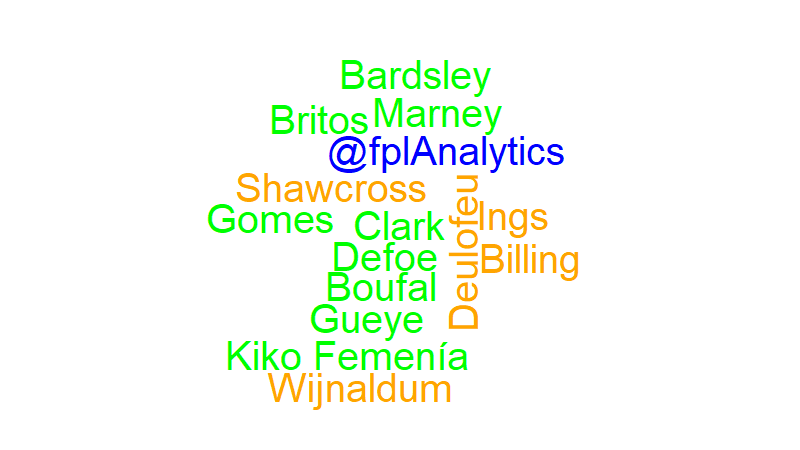 Bardsley
Britos
Marney
@fplAnalytics
Shawcross
Gomes
Clark
Deulofeu
Ings
Defoe
Billing
Boufal
Gueye
Kiko Femenía
Wijnaldum